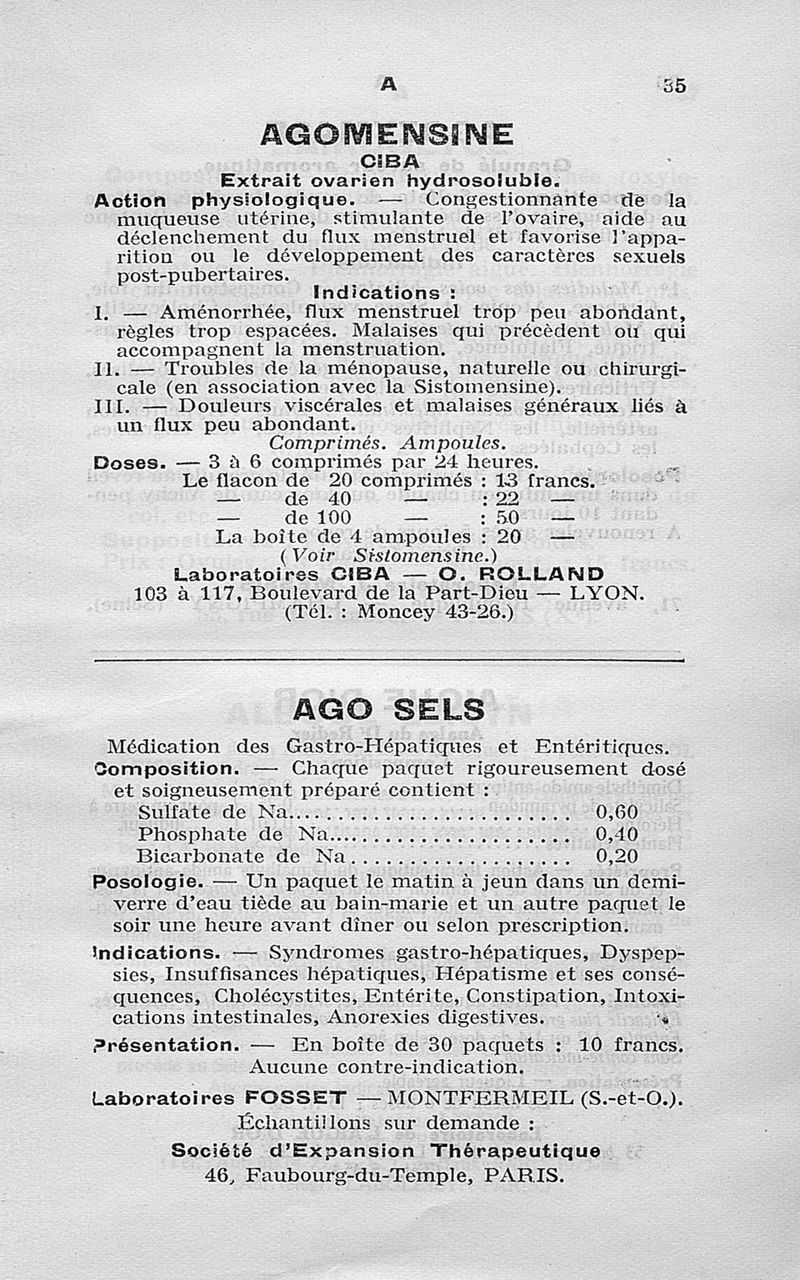 A 35
AGOMENSINE
CIBA
Extrait ovarien hydrosoluble.
Action physiologique. — Congestionnante de la
muqueuse utérine, stimulante de l'ovaire, aide au
déclenchement du flux menstruel et favorise l'appa-
rition ou le développement des caractères sexuels
post-pubertaires.
Indications :
I. — Aménorrhée, flux menstruel trop peu abondant,
règles trop espacées. Malaises qui précèdent ou qui
accompagnent la menstruation.
II. — Troubles de la ménopause, naturelle ou chirurgi-
cale (en association avec la Sistomensine).
III. — Douleurs viscérales et malaises généraux liés à
un flux peu abondant.
Comprimés. Ampoules.
Doses. — 3 à 6 comprimés par 24 heures.
Le flacon de 20 comprimés : 13 francs.
— de 40 — : 22 —
— de 100 — : 50 —
La boîte de 4 ampoules : 20 —
(Voir Sistomensine.)
Laboratoires CIBA — O. ROLLAND
103 à 117, Boulevard de la Part-Dieu — LYON.
(Tél. : Moncey 43-26.)
AGO SELS
Médication des Gastro-Hépatiques et Entéritiques.
Composition. — Chaque paquet rigoureusement dosé
et soigneusement préparé contient :
Sulfate de Na........................ 0,60
Phosphate de Na.................... 0,40
Bicarbonate de Na.................. 0,20
Posologie. — Un paquet le matin à jeun dans un demi-
verre d'eau tiède au bain-marie et un autre paquet le
soir une heure avant dîner ou selon prescription.
Indications. — Syndromes gastro-hépatiques, Dyspep-
sies, Insuffisances hépatiques, Hépatisme et ses consé-
quences, Cholécystites, Entérite, Constipation, Intoxi-
cations intestinales, Anorexies digestives.
Présentation. — En boîte de 30 paquets : 10 francs.
Aucune contre-indication.
Laboratoires FOSSET — MONTFERMEIL (S.-et-O.).
Échantillons sur demande :
Société d'Expansion Thérapeutique
46, Faubourg-du-Temple, PARIS.